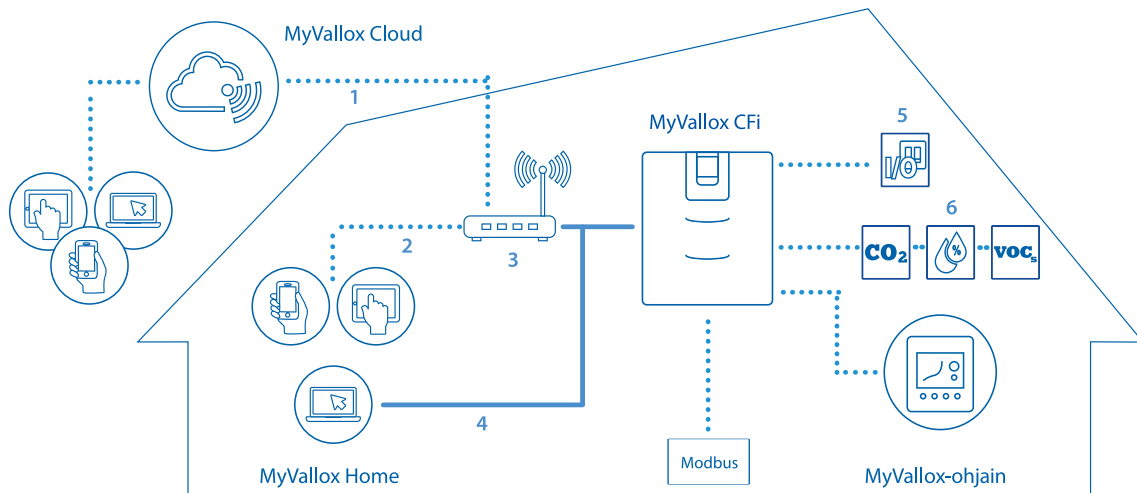 MyVallox Cloud
1
MyVallox CFi
5
I/O
6
2
3
CO₂
%
VOCs
4
MyVallox Home
Modbus
MyVallox-ohjain